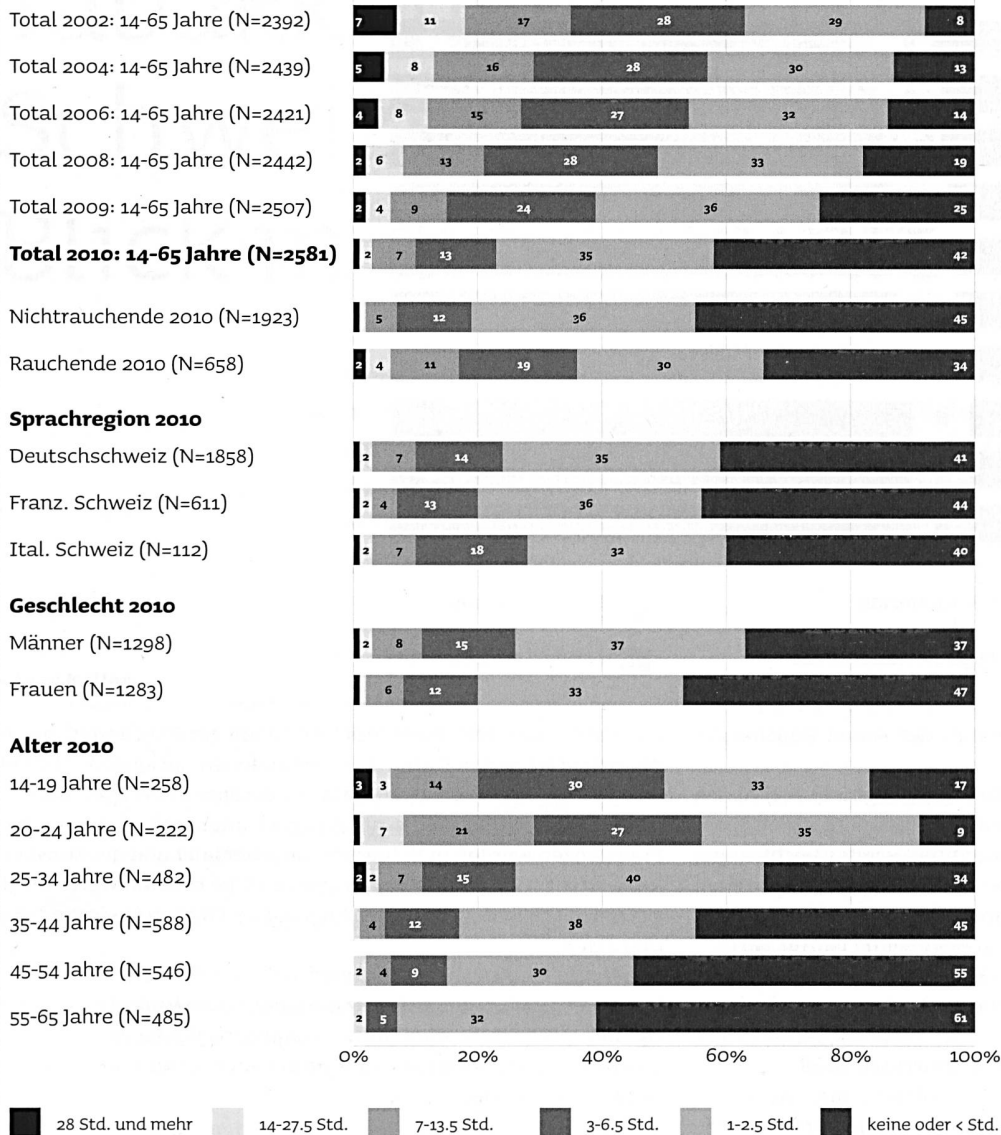 Total 2002: 14-65 Jahre (N=2392) 7 11 17 28 29 8
Total 2004: 14-65 Jahre (N=2439) 5 8 16 28 30 13
Total 2006: 14-65 Jahre (N=2421) 4 8 15 27 32 14
Total 2008: 14-65 Jahre (N=2442) 2 6 13 28 33 19
Total 2009: 14-65 Jahre (N=2507) 2 4 9 24 36 25
Total 2010: 14-65 Jahre (N=2581) 2 7 13 35 42
Nichtrauchende 2010 (N=1923) 5 12 36 45
Rauchende 2010 (N=658) 2 4 11 19 30 34
Sprachregion 2010
Deutschschweiz (N=1858) 2 7 14 35 41
Franz. Schweiz (N=611) 2 4 13 36 44
Ital. Schweiz (N=112) 2 7 18 32 40
Geschlecht 2010
Männer (N=1298) 2 8 15 37 37
Frauen (N=1283) 6 12 33 47
Alter 2010
14-19 Jahre (N=258) 3 3 14 30 33 17
20-24 Jahre (N=222) 7 21 27 35 9
25-34 Jahre (N=482) 2 2 7 15 40 34
35-44 Jahre (N=588) 4 12 38 45
45-54 Jahre (N=546) 2 4 9 30 55
55-65 Jahre (N=485) 2 5 32 61
0% 20% 40% 60% 80% 100%
28 Std. und mehr 14-27.5 Std. 7-13.5 Std. 3-6.5 Std. 1-2.5 Std. keine oder < Std.